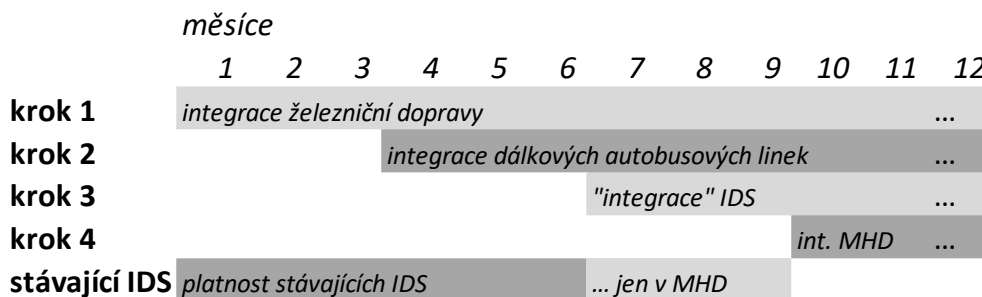 měsíce
1 2 3 4 5 6 7 8 9 10 11 12
krok 1 integrace železniční dopravy ...
krok 2 integrace dálkových autobusových linek ...
krok 3 "integrace" IDS ...
krok 4 int. MHD ...
stávající IDS platnost stávajících IDS ... jen v MHD